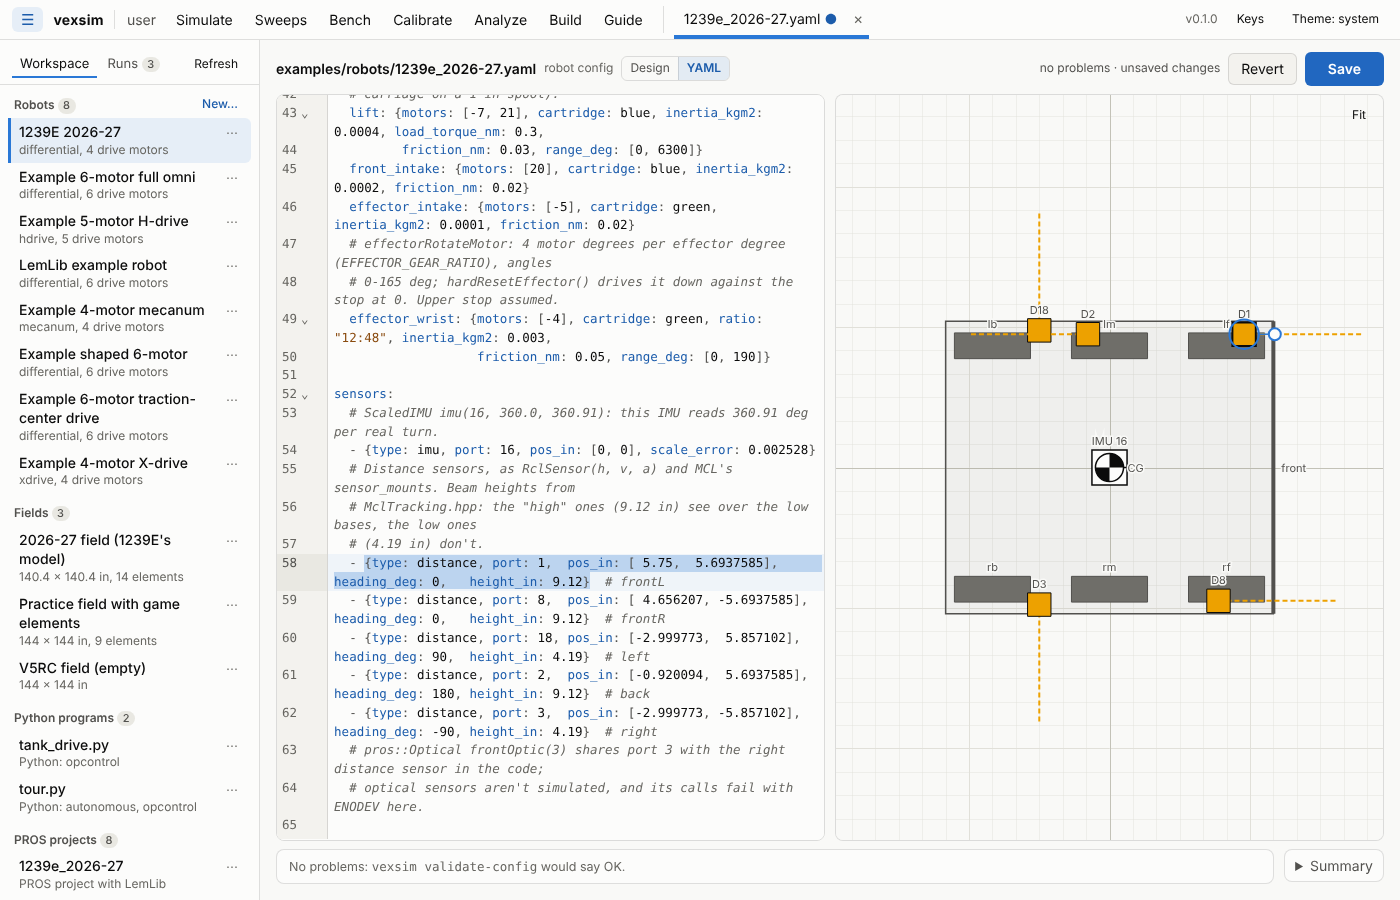 ☰ vexsim user Simulate Sweeps Bench Calibrate Analyze Build Guide 1239e_2026-27.yaml × v0.1.0 Keys Theme: system
Workspace Runs 3 Refresh
Robots 8 New...
1239E 2026-27 ...
differential, 4 drive motors
Example 6-motor full omni ...
differential, 6 drive motors
Example 5-motor H-drive ...
hdrive, 5 drive motors
LemLib example robot ...
differential, 6 drive motors
Example 4-motor mecanum ...
mecanum, 4 drive motors
Example shaped 6-motor ...
differential, 6 drive motors
Example 6-motor traction- ...
center drive
differential, 6 drive motors
Example 4-motor X-drive ...
xdrive, 4 drive motors
Fields 3
2026-27 field (1239E's ...
model)
140.4 × 140.4 in, 14 elements
Practice field with game ...
elements
144 × 144 in, 9 elements
V5RC field (empty) ...
144 × 144 in
Python programs 2
tank_drive.py ...
Python: opcontrol
tour.py ...
Python: autonomous, opcontrol
PROS projects 8
1239e_2026-27 ...
PROS project with LemLib
examples/robots/1239e_2026-27.yaml robot config Design YAML no problems · unsaved changes Revert Save
42 # carriage on a 1 in spool).
43 lift: {motors: [-7, 21], cartridge: blue, inertia_kgm2:
0.0004, load_torque_nm: 0.3,
44 friction_nm: 0.03, range_deg: [0, 6300]}
45 front_intake: {motors: [20], cartridge: blue, inertia_kgm2:
0.0002, friction_nm: 0.02}
46 effector_intake: {motors: [-5], cartridge: green,
inertia_kgm2: 0.0001, friction_nm: 0.02}
47 # effectorRotateMotor: 4 motor degrees per effector degree
(EFFECTOR_GEAR_RATIO), angles
48 # 0-165 deg; hardResetEffector() drives it down against the
stop at 0. Upper stop assumed.
49 effector_wrist: {motors: [-4], cartridge: green, ratio:
"12:48", inertia_kgm2: 0.003,
50 friction_nm: 0.05, range_deg: [0, 190]}
51
52 sensors:
53 # ScaledIMU imu(16, 360.0, 360.91): this IMU reads 360.91 deg
per real turn.
54 - {type: imu, port: 16, pos_in: [0, 0], scale_error: 0.002528}
55 # Distance sensors, as RclSensor(h, v, a) and MCL's
sensor_mounts. Beam heights from
56 # MclTracking.hpp: the "high" ones (9.12 in) see over the low
bases, the low ones
57 # (4.19 in) don't.
58 - {type: distance, port: 1, pos_in: [ 5.75, 5.6937585],
heading_deg: 0, height_in: 9.12} # frontL
59 - {type: distance, port: 8, pos_in: [ 4.656207, -5.6937585],
heading_deg: 0, height_in: 9.12} # frontR
60 - {type: distance, port: 18, pos_in: [-2.999773, 5.857102],
heading_deg: 90, height_in: 4.19} # left
61 - {type: distance, port: 2, pos_in: [-0.920094, 5.6937585],
heading_deg: 180, height_in: 9.12} # back
62 - {type: distance, port: 3, pos_in: [-2.999773, -5.857102],
heading_deg: -90, height_in: 4.19} # right
63 # pros::Optical frontOptic(3) shares port 3 with the right
distance sensor in the code;
64 # optical sensors aren't simulated, and its calls fail with
ENODEV here.
65
Fit
D18 D2 D1
lb lm lf
IMU 16
CG front
rb rm rf
D3 D8
No problems: vexsim validate-config would say OK.
▶ Summary